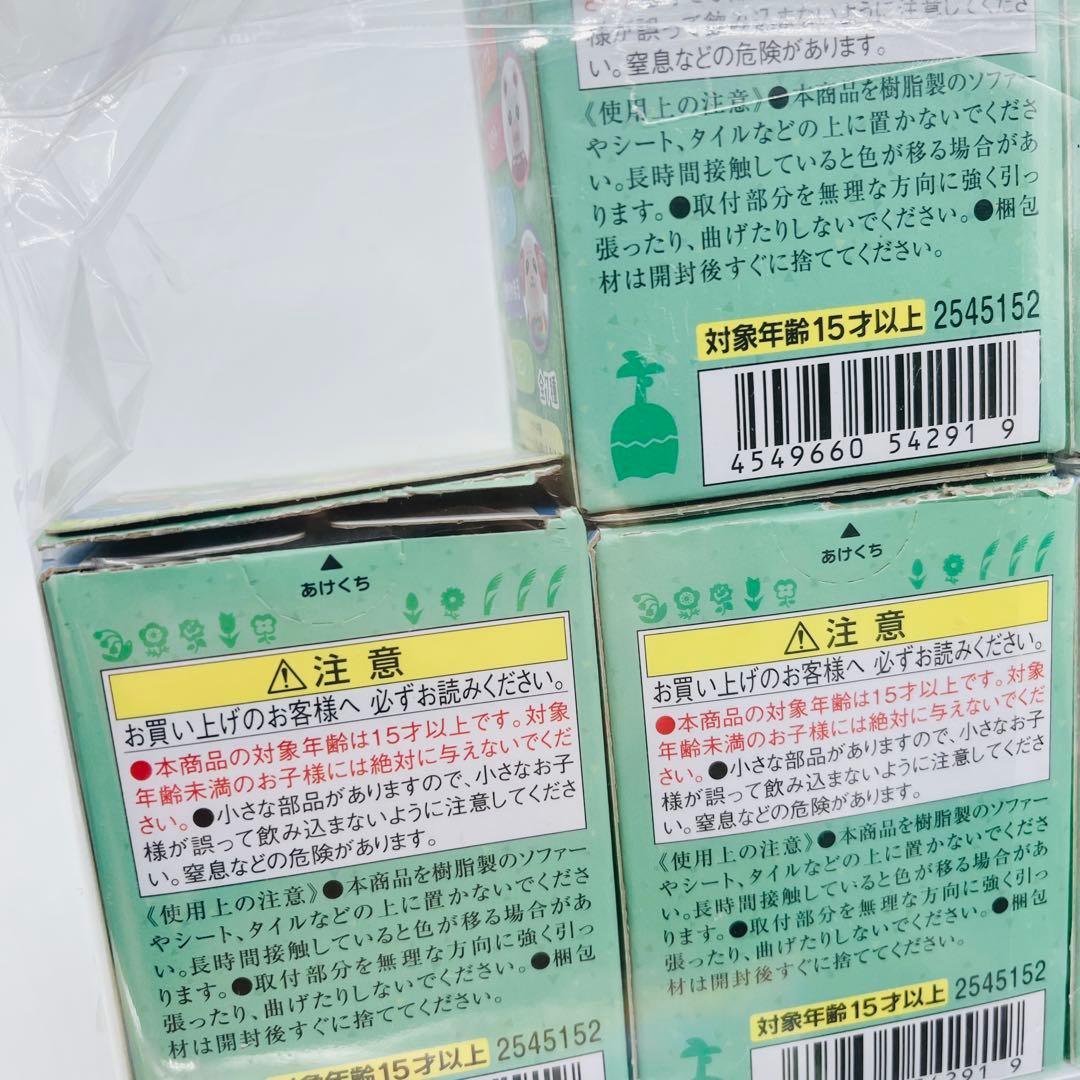 様が誤って飲み込まないように注意してくださ
い。窒息などの危険があります。
《使用上の注意》●本商品を樹脂製のソファー
やシート、タイルなどの上に置かないでくださ
い。長時間接触していると色が移る場合があ
ります。●取付部分を無理な方向に強く引っ
張ったり、曲げたりしないでください。●梱包
材は開封後すぐに捨ててください。
対象年齢15才以上 2545152
4549660 54291 9
全7種
あけくち
注意
お買い上げのお客様へ 必ずお読みください。
●本商品の対象年齢は15才以上です。対象
年齢未満のお子様には絶対に与えないでくだ
さい。●小さな部品がありますので、小さなお子
様が誤って飲み込まないように注意してくださ
い。窒息などの危険があります。
《使用上の注意》●本商品を樹脂製のソファー
やシート、タイルなどの上に置かないでくださ
い。長時間接触していると色が移る場合があ
ります。●取付部分を無理な方向に強く引っ
張ったり、曲げたりしないでください。●梱包
材は開封後すぐに捨ててください。
対象年齢15才以上 2545152
あけくち
注意
お買い上げのお客様へ 必ずお読みください。
●本商品の対象年齢は15才以上です。対象
年齢未満のお子様には絶対に与えないでくだ
さい。●小さな部品がありますので、小さなお子
様が誤って飲み込まないように注意してくださ
い。窒息などの危険があります。
《使用上の注意》●本商品を樹脂製のソファー
やシート、タイルなどの上に置かないでくださ
い。長時間接触していると色が移る場合があ
ります。●取付部分を無理な方向に強く引っ
張ったり、曲げたりしないでください。●梱包
材は開封後すぐに捨ててください。
対象年齢15才以上 2545152
54291 9